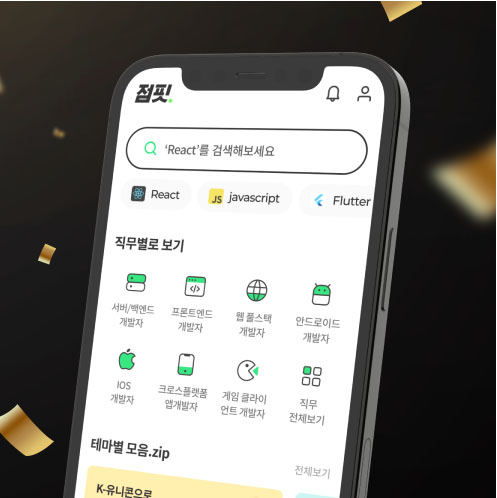 점핏.
'React'를 검색해보세요
React
JS javascript
Flutter
직무별로 보기
서버/백엔드
개발자
프론트엔드
개발자
웹 풀스택
개발자
안드로이드
개발자
IOS
개발자
크로스플랫폼
앱개발자
게임 클라이
언트 개발자
직무
전체보기
테마별 모음.zip
전체보기
K-유니콘으로